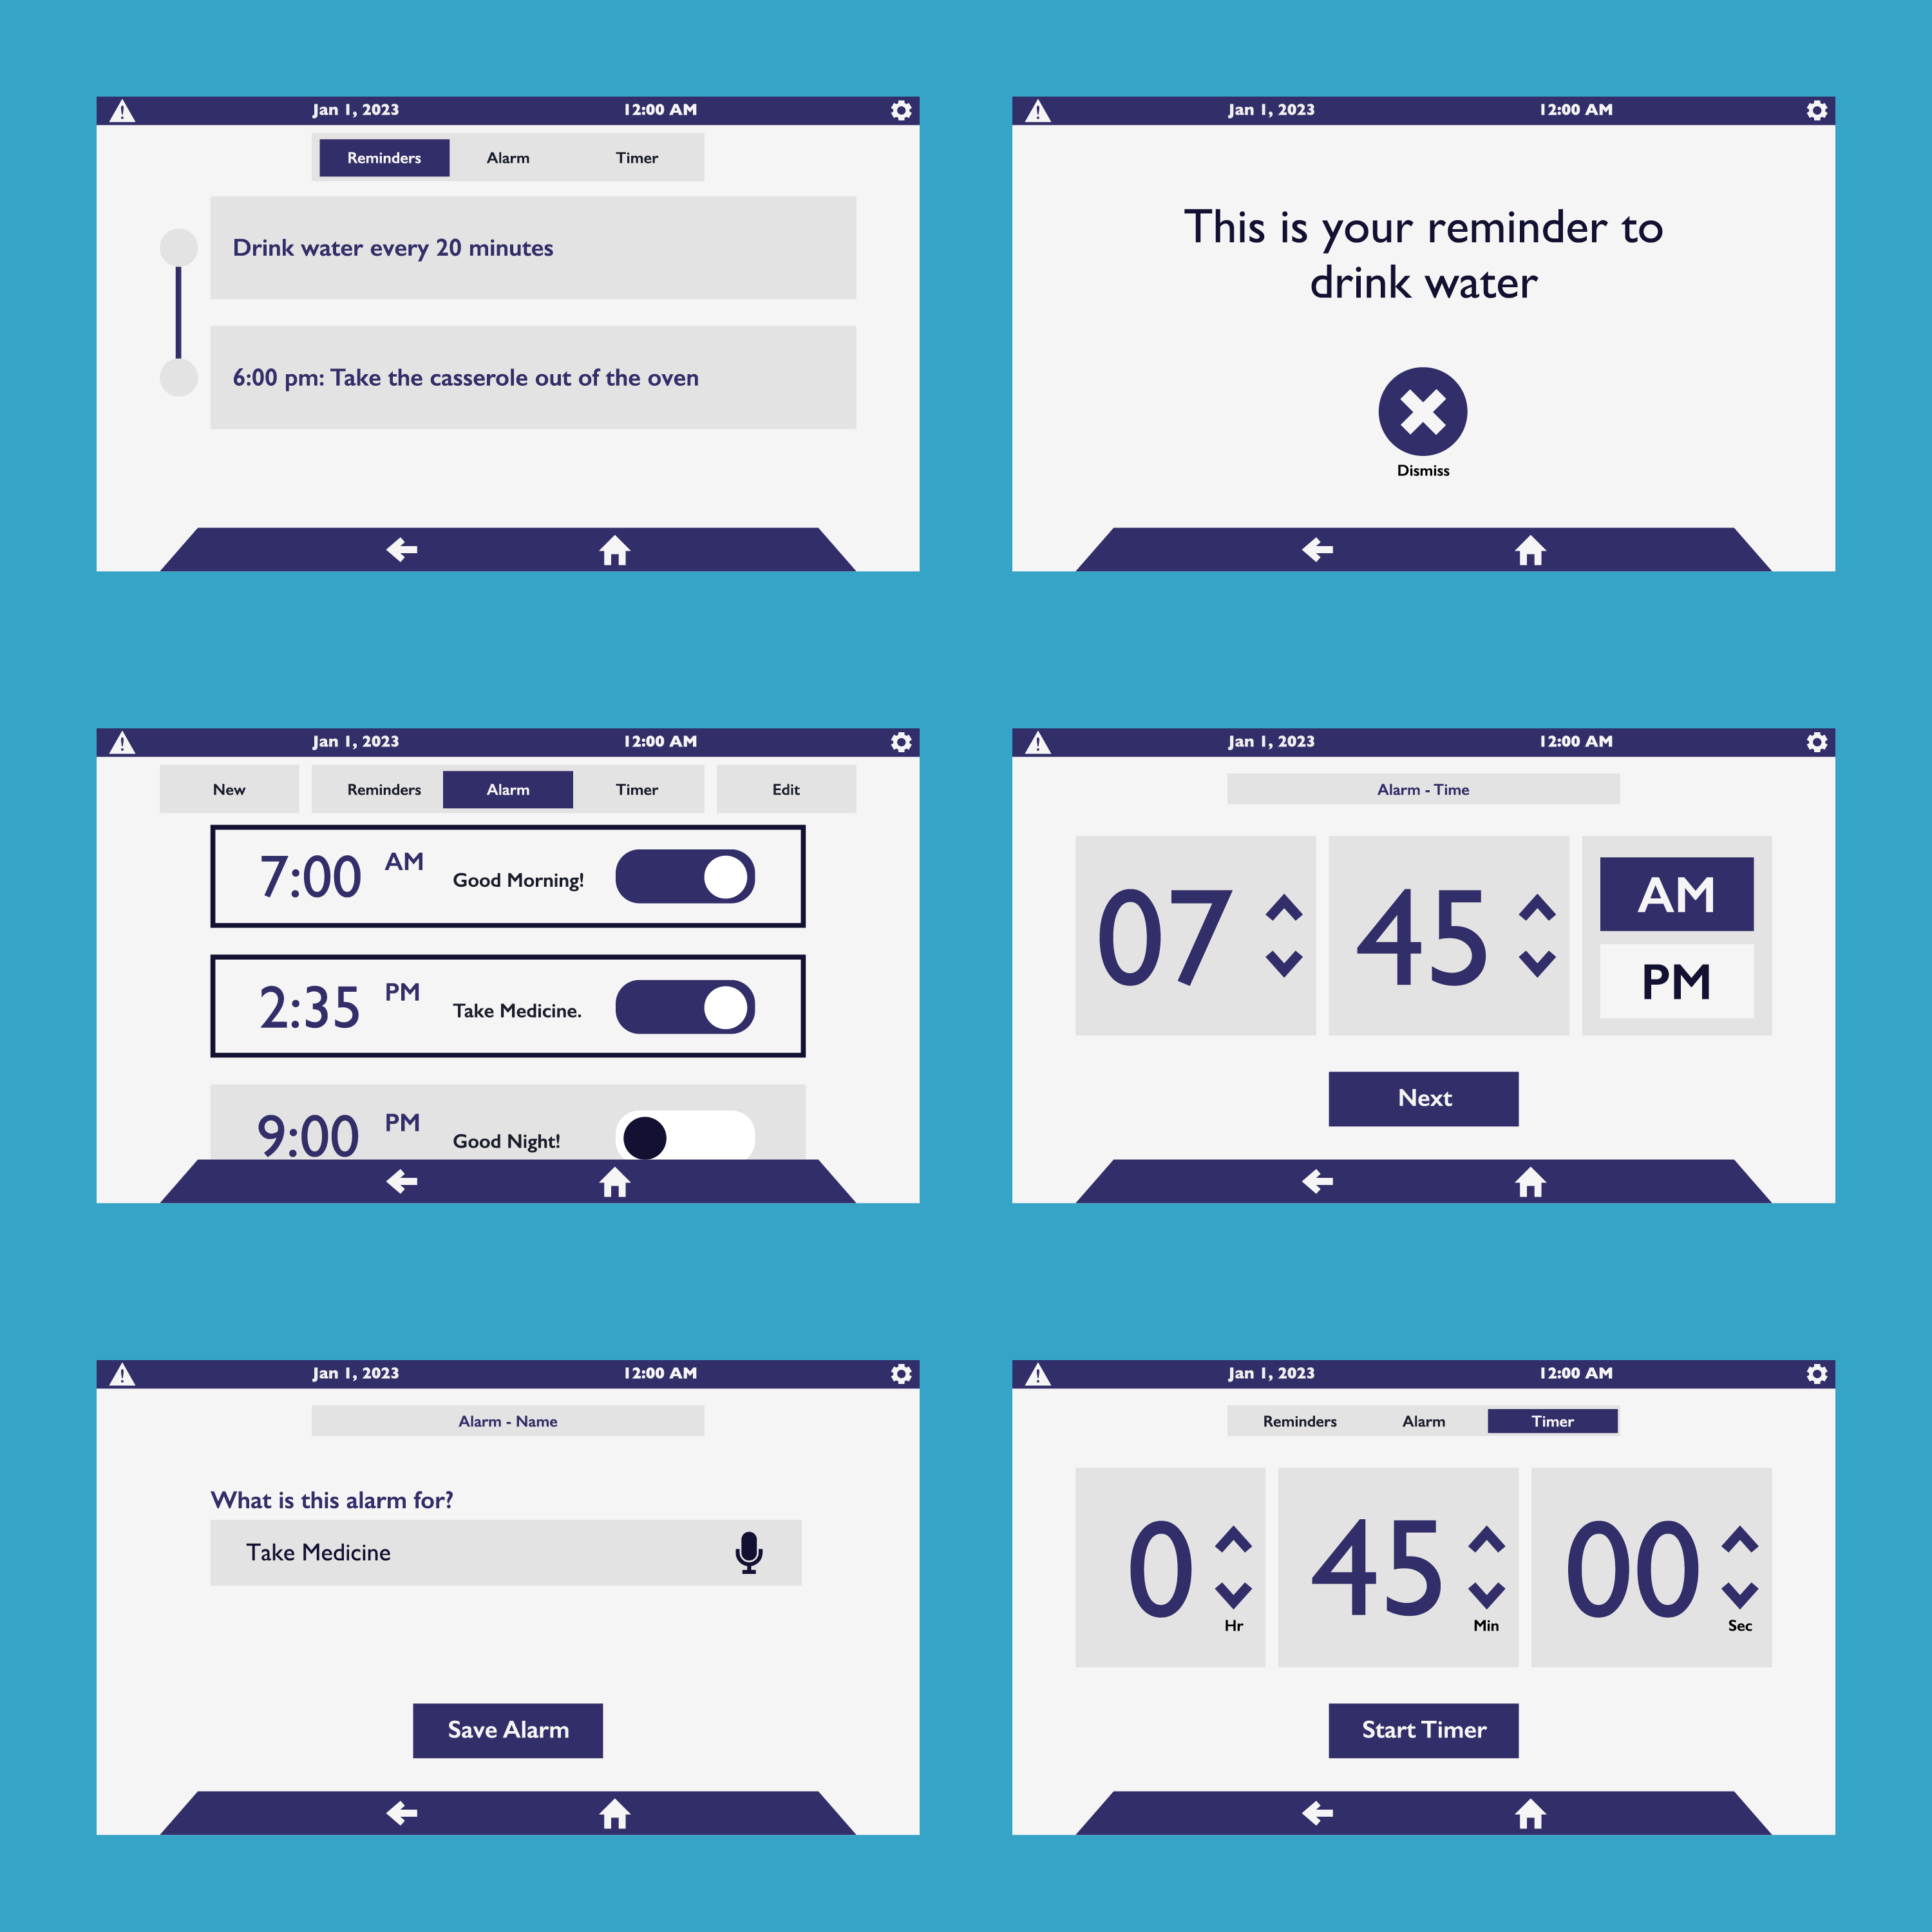 Jan 1, 2023 12:00 AM
Reminders Alarm Timer
Drink water every 20 minutes
6:00 pm: Take the casserole out of the oven
Jan 1, 2023 12:00 AM
This is your reminder to
drink water
Dismiss
Jan 1, 2023 12:00 AM
New Reminders Alarm Timer Edit
7:00 AM Good Morning!
2:35 PM Take Medicine.
9:00 PM Good Night!
Jan 1, 2023 12:00 AM
Alarm - Time
07 45 AM
PM
Next
Jan 1, 2023 12:00 AM
Alarm - Name
What is this alarm for?
Take Medicine
Save Alarm
Jan 1, 2023 12:00 AM
Reminders Alarm Timer
0 45 00
Hr Min Sec
Start Timer